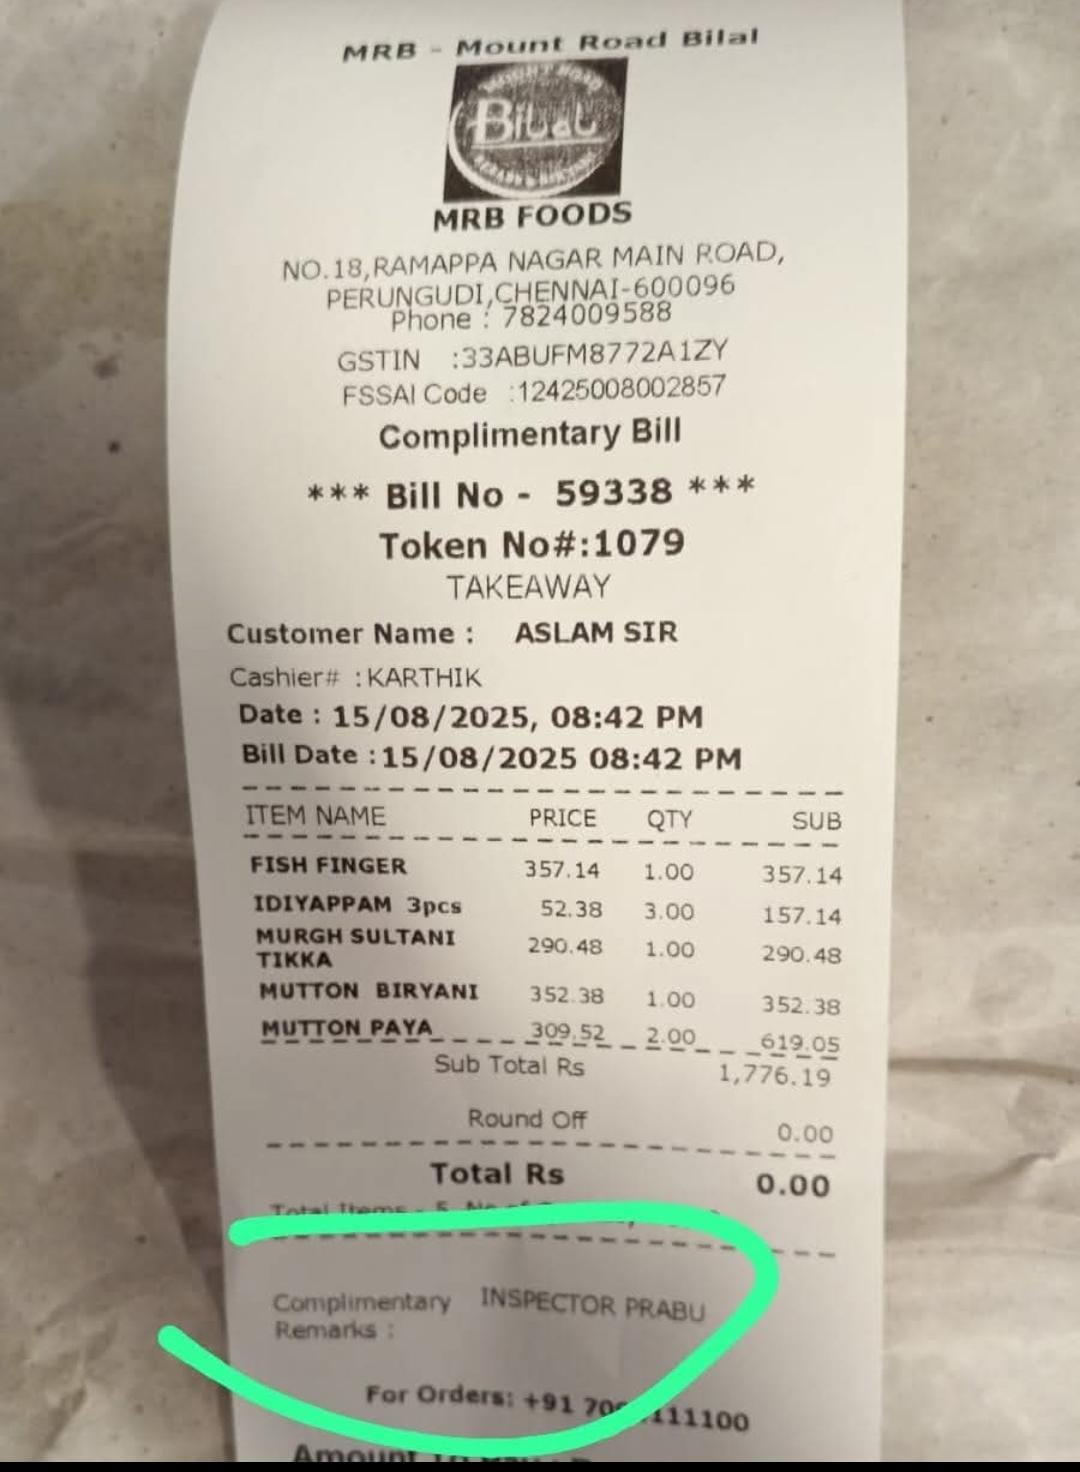 MRB - Mount Road Bilal
Bilal
MRB FOODS
NO.18,RAMAPPA NAGAR MAIN ROAD,
PERUNGUDI,CHENNAI-600096
Phone : 7824009588
GSTIN :33ABUFM8772A1ZY
FSSAI Code :12425008002857
Complimentary Bill
*** Bill No - 59338 ***
Token No#:1079
TAKEAWAY
Customer Name : ASLAM SIR
Cashier# :KARTHIK
Date : 15/08/2025, 08:42 PM
Bill Date :15/08/2025 08:42 PM
ITEM NAME PRICE QTY SUB
FISH FINGER 357.14 1.00 357.14
IDIYAPPAM 3pcs 52.38 3.00 157.14
MURGH SULTANI
TIKKA 290.48 1.00 290.48
MUTTON BIRYANI 352.38 1.00 352.38
MUTTON PAYA 309.52 2.00 619.05
Sub Total Rs 1,776.19
Round Off 0.00
Total Rs 0.00
Total Items - 5
Complimentary INSPECTOR PRABU
Remarks :
For Orders: +91
Amount